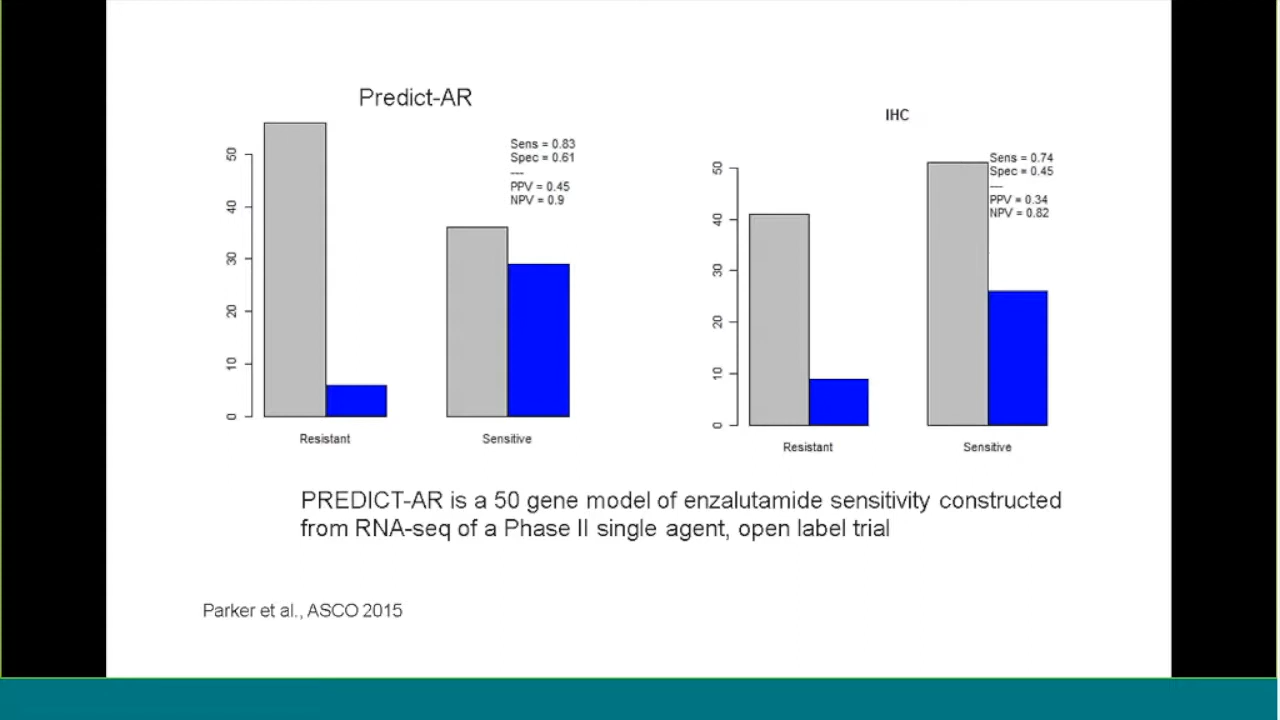 Predict-AR
50
40
30
20
10
0
Sens = 0.83
Spec = 0.61
---
PPV = 0.45
NPV = 0.9
Resistant
Sensitive
IHC
50
40
30
20
10
0
Sens = 0.74
Spec = 0.45
---
PPV = 0.34
NPV = 0.82
Resistant
Sensitive
PREDICT-AR is a 50 gene model of enzalutamide sensitivity constructed
from RNA-seq of a Phase II single agent, open label trial
Parker et al., ASCO 2015